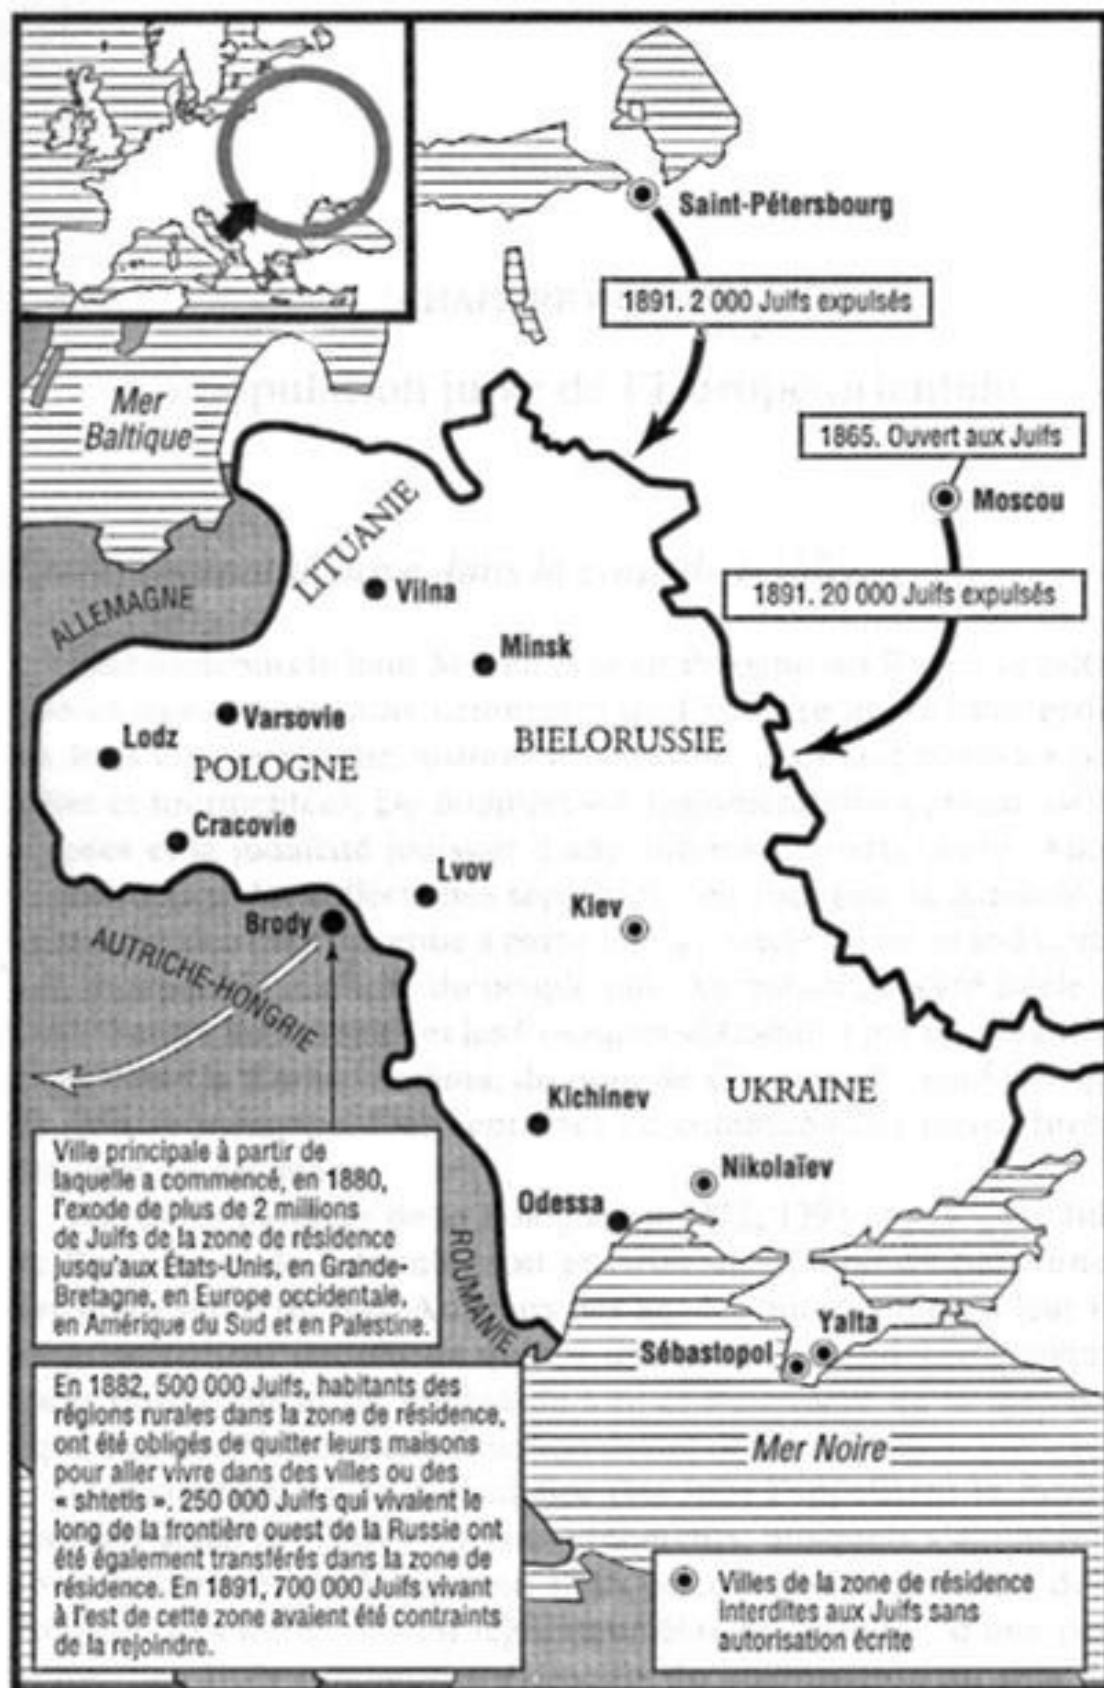 Saint-Pétersbourg
1891. 2 000 Juifs expulsés
Mer
Baltique
1865. Ouvert aux Juifs
Moscou
1891. 20 000 Juifs expulsés
LITUANIE
ALLEMAGNE
Vilna
Minsk
Varsovie
Lodz
BIELORUSSIE
POLOGNE
Cracovie
Lvov
Kiev
Brody
AUTRICHE-HONGRIE
UKRAINE
Kichinev
Nikolaïev
Odessa
ROUMANIE
Yalta
Sébastopol
Mer Noire
Ville principale à partir de
laquelle a commencé, en 1880,
l'exode de plus de 2 millions
de Juifs de la zone de résidence
jusqu'aux États-Unis, en Grande-
Bretagne, en Europe occidentale,
en Amérique du Sud et en Palestine.
En 1882, 500 000 Juifs, habitants des
régions rurales dans la zone de résidence,
ont été obligés de quitter leurs maisons
pour aller vivre dans des villes ou des
« shtetls ». 250 000 Juifs qui vivaient le
long de la frontière ouest de la Russie ont
été également transférés dans la zone de
résidence. En 1891, 700 000 Juifs vivant
à l'est de cette zone avaient été contraints
de la rejoindre.
Villes de la zone de résidence
Interdites aux Juifs sans
autorisation écrite